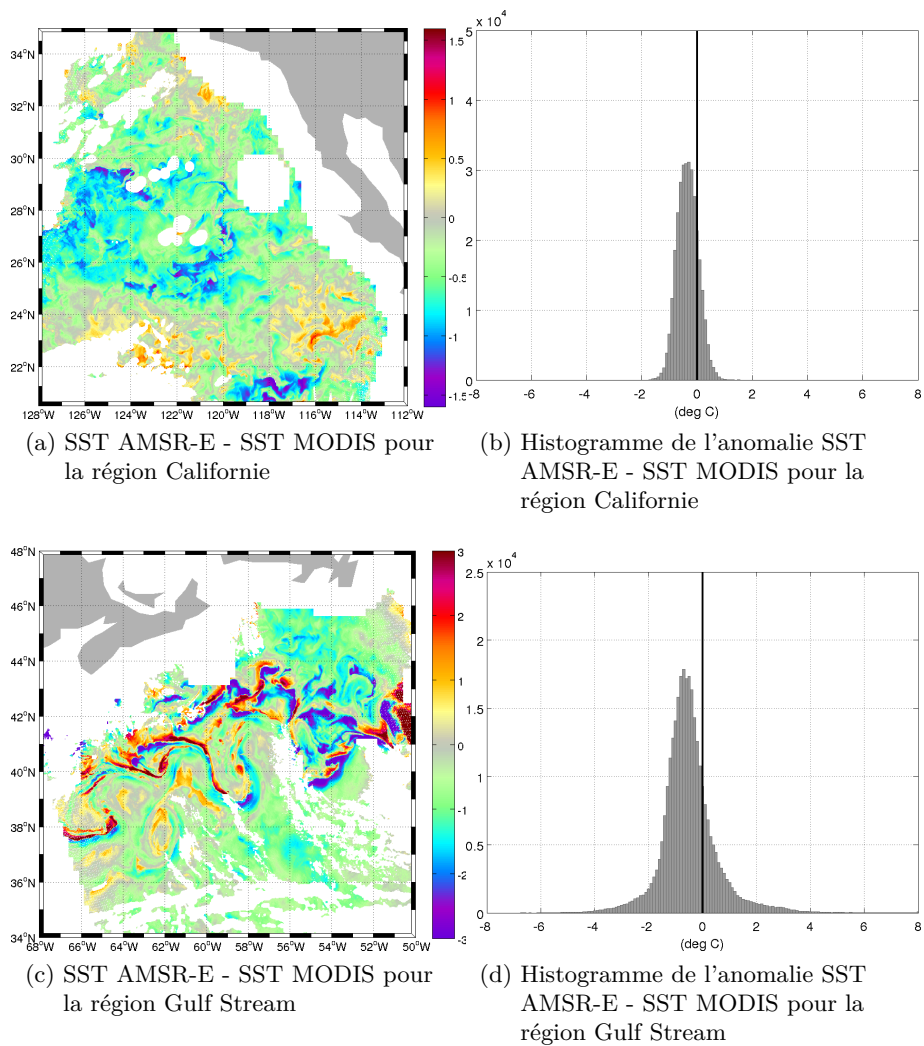 34°N
32°N
30°N
28°N
26°N
24°N
22°N
128°W 126°W 124°W 122°W 120°W 118°W 116°W 114°W 112°W
1.5
1
0.5
0
-0.5
-1
-1.5
x 10^4
5
4
3
2
1
0
-8 -6 -4 -2 0 2 4 6 8
(deg C)
(a) SST AMSR-E - SST MODIS pour
la région Californie
(b) Histogramme de l'anomalie SST
AMSR-E - SST MODIS pour la
région Californie
48°N
46°N
44°N
42°N
40°N
38°N
36°N
34°N
68°W 66°W 64°W 62°W 60°W 58°W 56°W 54°W 52°W 50°W
3
2
1
0
-1
-2
-3
x 10^4
2.5
2
1.5
1
0.5
0
-8 -6 -4 -2 0 2 4 6 8
(deg C)
(c) SST AMSR-E - SST MODIS pour
la région Gulf Stream
(d) Histogramme de l'anomalie SST
AMSR-E - SST MODIS pour la
région Gulf Stream